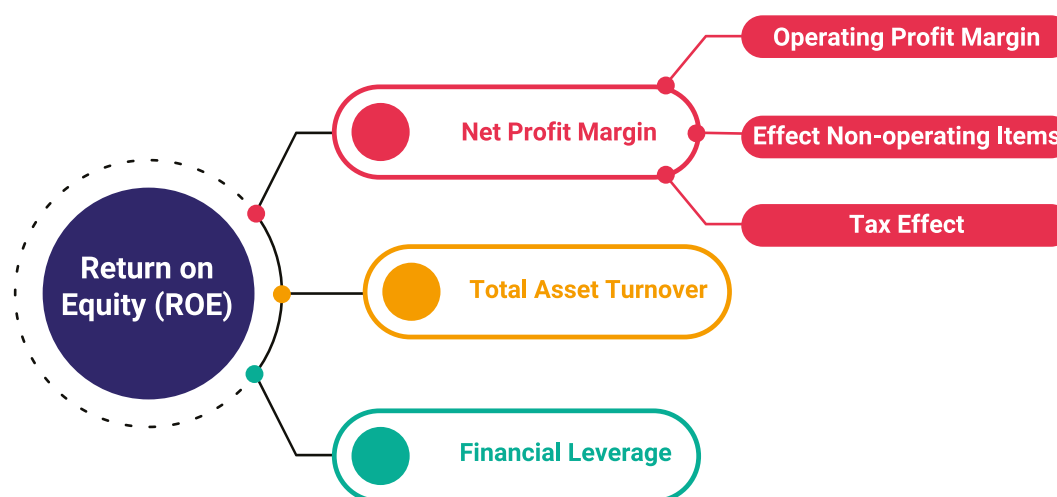 Operating Profit Margin
Net Profit Margin
Effect Non-operating Items
Tax Effect
Return on
Equity (ROE)
Total Asset Turnover
Financial Leverage